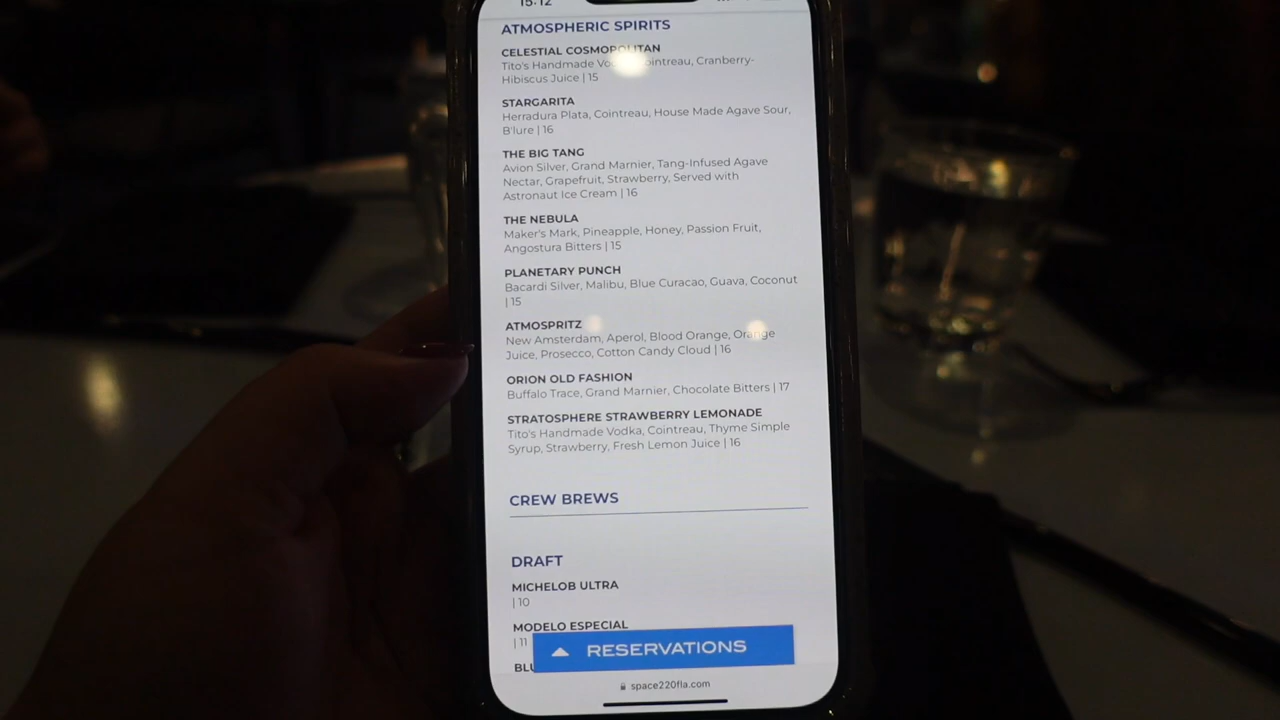 15:12
ATMOSPHERIC SPIRITS
CELESTIAL COSMOPOLITAN
Tito's Handmade Vodka, Cointreau, Cranberry-
Hibiscus Juice | 15
STARGARITA
Herradura Plata, Cointreau, House Made Agave Sour,
B'lure | 16
THE BIG TANG
Avion Silver, Grand Marnier, Tang-Infused Agave
Nectar, Grapefruit, Strawberry, Served with
Astronaut Ice Cream | 16
THE NEBULA
Maker's Mark, Pineapple, Honey, Passion Fruit,
Angostura Bitters | 15
PLANETARY PUNCH
Bacardi Silver, Malibu, Blue Curacao, Guava, Coconut
| 15
ATMOSPRITZ
New Amsterdam, Aperol, Blood Orange, Orange
Juice, Prosecco, Cotton Candy Cloud | 16
ORION OLD FASHION
Buffalo Trace, Grand Marnier, Chocolate Bitters | 17
STRATOSPHERE STRAWBERRY LEMONADE
Tito's Handmade Vodka, Cointreau, Thyme Simple
Syrup, Strawberry, Fresh Lemon Juice | 16
CREW BREWS
DRAFT
MICHELOB ULTRA
| 10
MODELO ESPECIAL
| 11
RESERVATIONS
space220fla.com